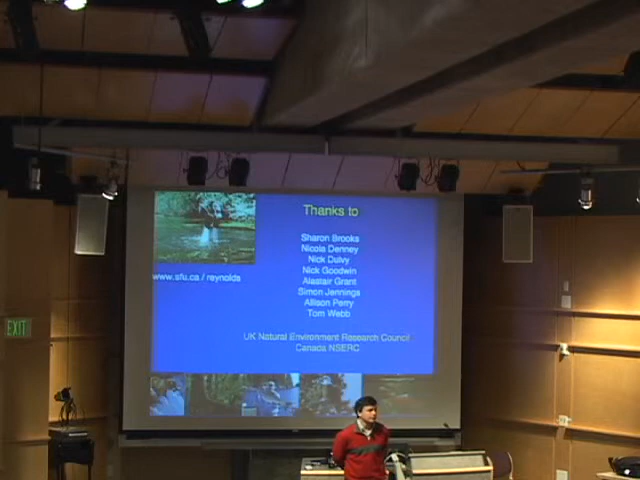 Thanks to
Sharon Brooks
Nicola Denney
Nick Dulvy
Nick Goodwin
Alastair Grant
Simon Jennings
Allison Perry
Tom Webb
www.sfu.ca / reynolds
UK Natural Environment Research Council
Canada NSERC
EXIT